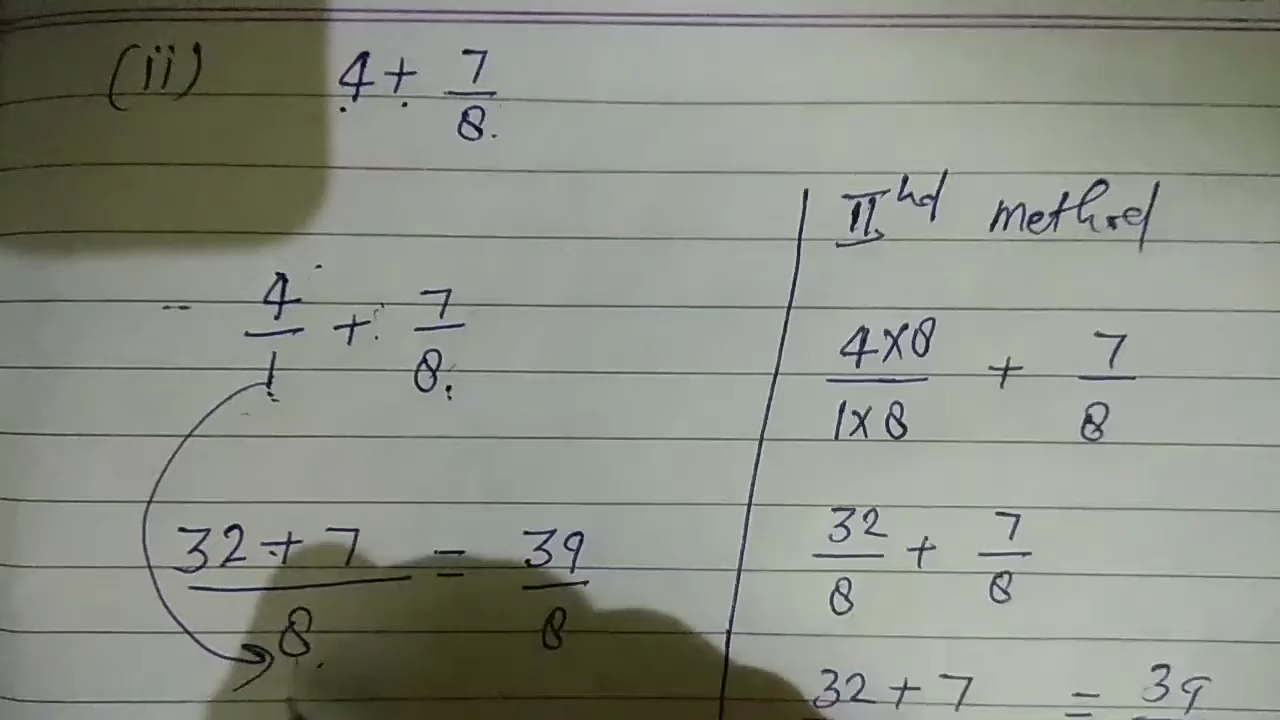 (ii) 4 + 7/8
4/1 + 7/8
32 + 7/8 = 39/8
IInd method
4×8/1×8 + 7/8
32/8 + 7/8
32 + 7 = 39